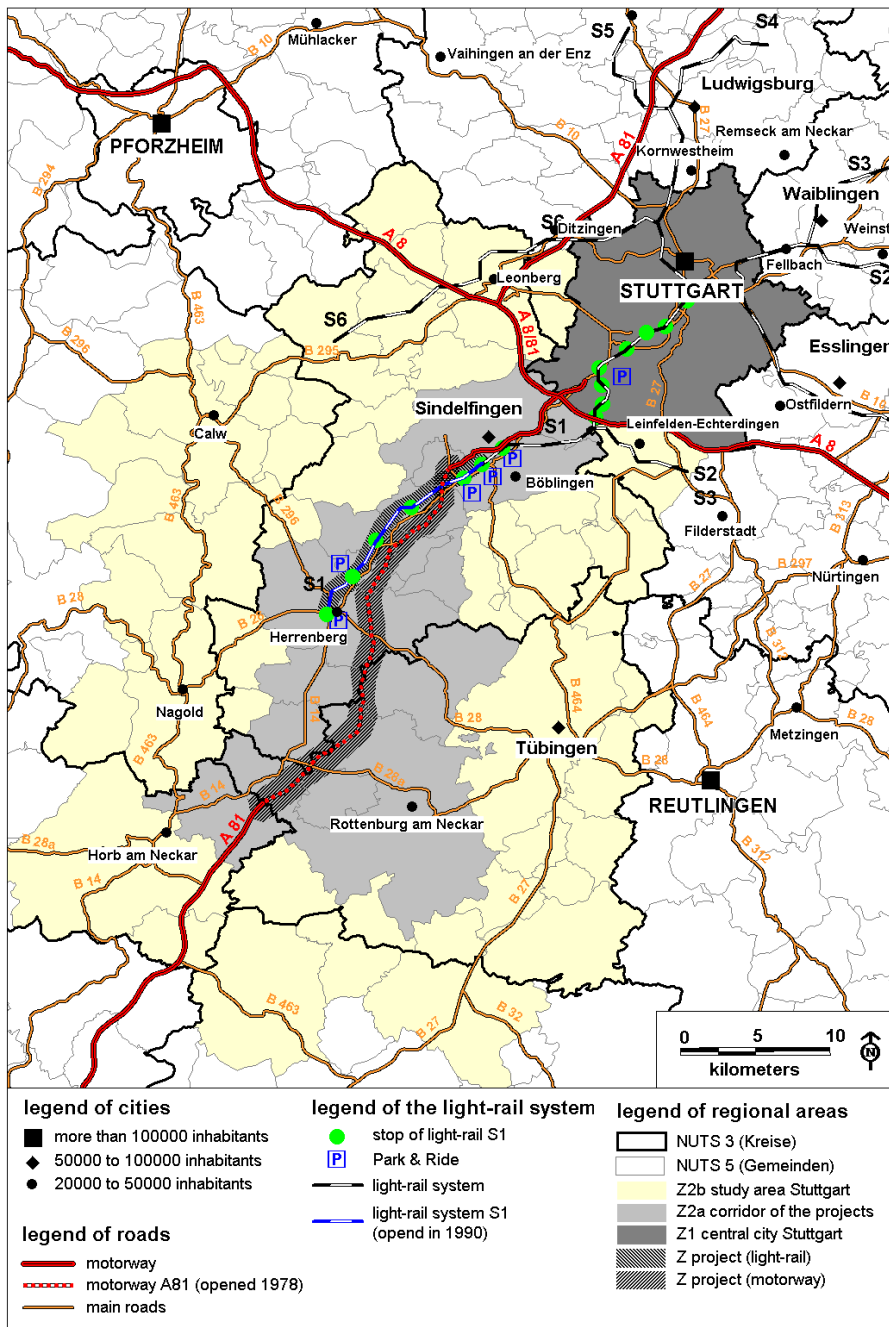 S5
S4
B 10
Mühlacker
Vaihingen an der Enz
Ludwigsburg
B 27
PFORZHEIM
B 10
A 81
Remseck am Neckar
Kornwestheim
S3
B 294
Waiblingen
S6
Ditzingen
Weinst
A 8
Fellbach
S2
Leonberg
STUTTGART
B 463
S6
A 8/81
B 296
B 295
Esslinge
P
B 27
Sindelfingen
Ostfildern
B 10
Calw
S1
Leinfelden-Echterdingen
A 8
P
P
P
Böblingen
S2
S3
B 463
B 296
Filderstadt
B 313
P
S1
B 297
Nürtingen
B 28
B 27
B 28
P
Herrenberg
B 313
Nagold
B 14
B 464
B 464
B 28
Metzingen
B 28
B 463
Tübingen
B 28
B 28a
REUTLINGEN
B 14
A 81
Rottenburg am Neckar
B 28a
Horb am Neckar
B 312
B 14
B 27
B 463
B 27
B 32
0 5 10
kilometers
N
legend of cities
more than 100000 inhabitants
50000 to 100000 inhabitants
20000 to 50000 inhabitants
legend of roads
motorway
motorway A81 (opened 1978)
main roads
legend of the light-rail system
stop of light-rail S1
P Park & Ride
light-rail system
light-rail system S1
(opend in 1990)
legend of regional areas
NUTS 3 (Kreise)
NUTS 5 (Gemeinden)
Z2b study area Stuttgart
Z2a corridor of the projects
Z1 central city Stuttgart
Z project (light-rail)
Z project (motorway)